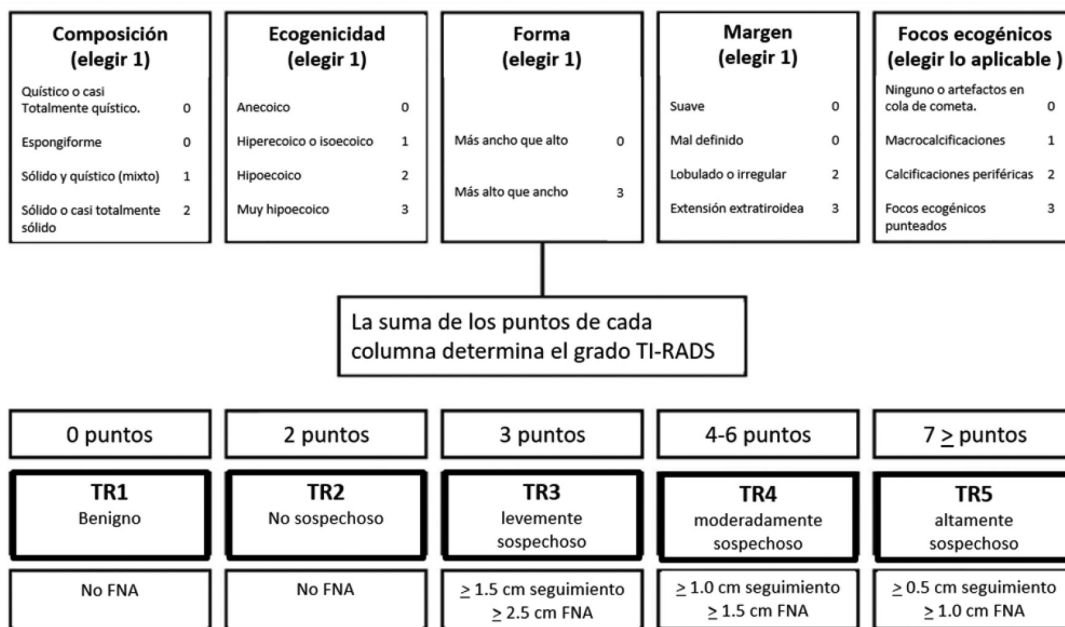 Composición
(elegir 1)
Quístico o casi
Totalmente quístico. 0
Espongiforme 0
Sólido y quístico (mixto) 1
Sólido o casi totalmente 2
sólido
Ecogenicidad
(elegir 1)
Anecoico 0
Hiperecoico o isoecoico 1
Hipoecoico 2
Muy hipoecoico 3
Forma
(elegir 1)
Más ancho que alto 0
Más alto que ancho 3
Margen
(elegir 1)
Suave 0
Mal definido 0
Lobulado o irregular 2
Extensión extratiroidea 3
Focos ecogénicos
(elegir lo aplicable )
Ninguno o artefactos en
cola de cometa. 0
Macrocalcificaciones 1
Calcificaciones periféricas 2
Focos ecogénicos 3
punteados
La suma de los puntos de cada
columna determina el grado TI-RADS
0 puntos
2 puntos
3 puntos
4-6 puntos
7 ≥ puntos
TR1
Benigno
TR2
No sospechoso
TR3
levemente
sospechoso
TR4
moderadamente
sospechoso
TR5
altamente
sospechoso
No FNA
No FNA
≥ 1.5 cm seguimiento
≥ 2.5 cm FNA
≥ 1.0 cm seguimiento
≥ 1.5 cm FNA
≥ 0.5 cm seguimiento
≥ 1.0 cm FNA